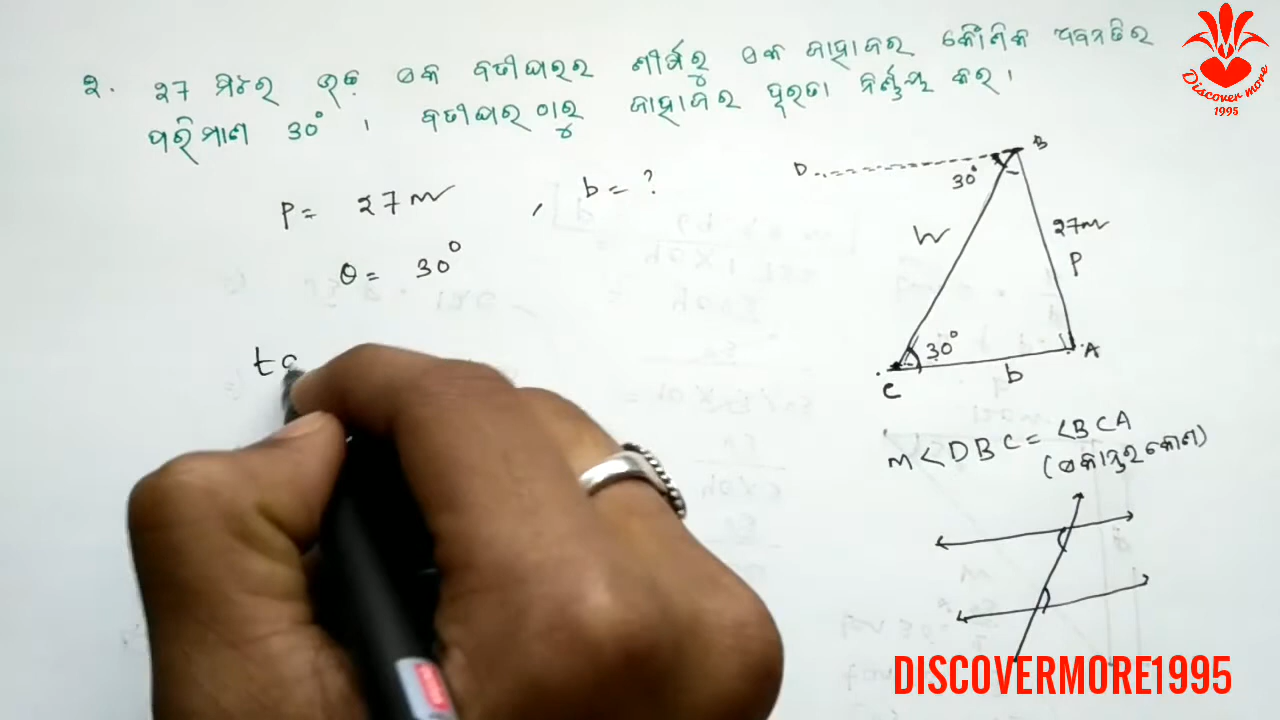 ୨. 27 ମିଟର ଉଚ୍ଚ ଏକ ବତୀଘରର ଶୀର୍ଷରୁ ଏକ ଜାହାଜର କୌଣିକ ଅବନତିର
ପରିମାଣ 30° । ବତୀଘର ଠାରୁ ଜାହାଜର ଦୂରତା ନିର୍ଣ୍ଣୟ କର ।
P = 27m , b = ?
θ = 30°
ta
D B
30°
h
27m
P
30°
A
C b
m<DBC = <BCA
(ଏକାନ୍ତର କୋଣ)
Discover more
1995
DISCOVERMORE1995